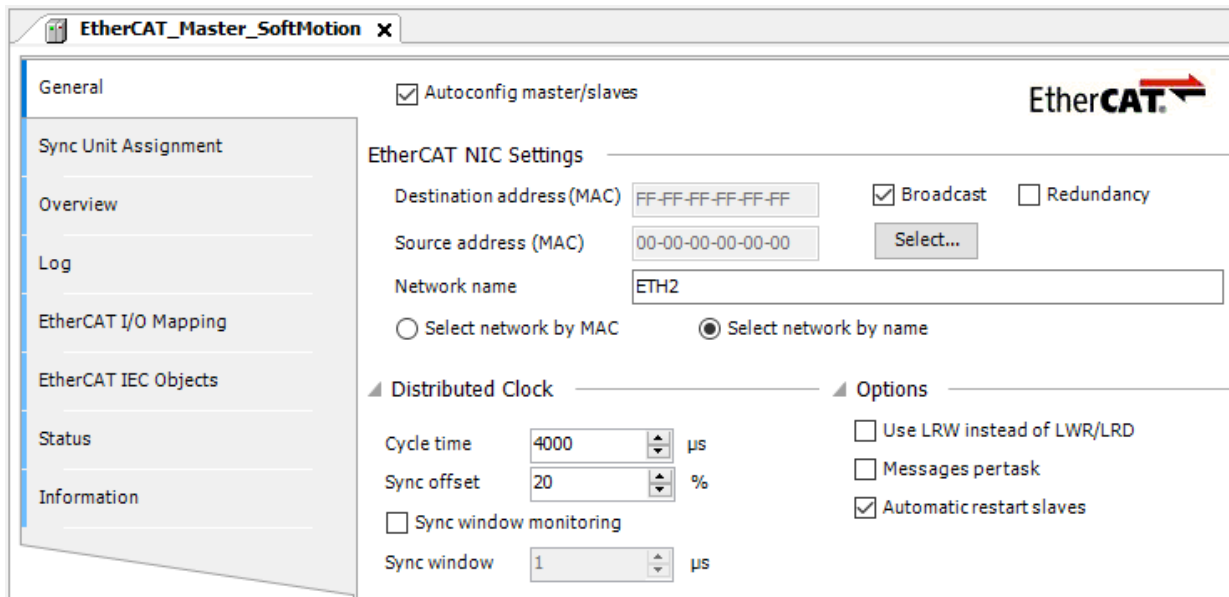 EtherCAT_Master_SoftMotion
General
Sync Unit Assignment
Overview
Log
EtherCAT I/O Mapping
EtherCAT IEC Objects
Status
Information
Autoconfig master/slaves
EtherCAT.
EtherCAT NIC Settings
Destination address (MAC) FF-FF-FF-FF-FF-FF Broadcast Redundancy
Source address (MAC) 00-00-00-00-00-00 Select...
Network name ETH2
Select network by MAC Select network by name
Distributed Clock
Cycle time 4000 µs
Sync offset 20 %
Sync window monitoring
Sync window 1 µs
Options
Use LRW instead of LWR/LRD
Messages pertask
Automatic restart slaves